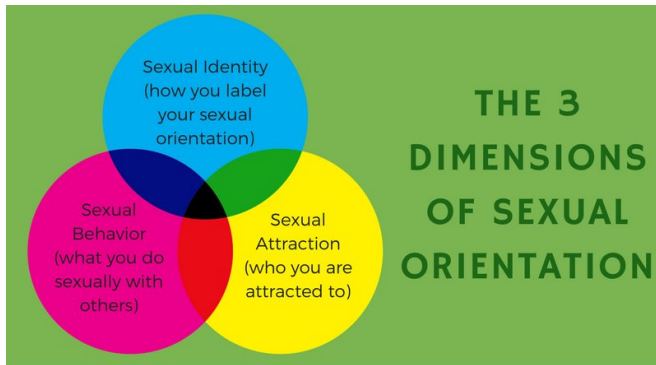 Sexual Identity
(how you label
your sexual
orientation)
Sexual
Behavior
(what you do
sexually with
others)
Sexual
Attraction
(who you are
attracted to)
THE 3
DIMENSIONS
OF SEXUAL
ORIENTATION